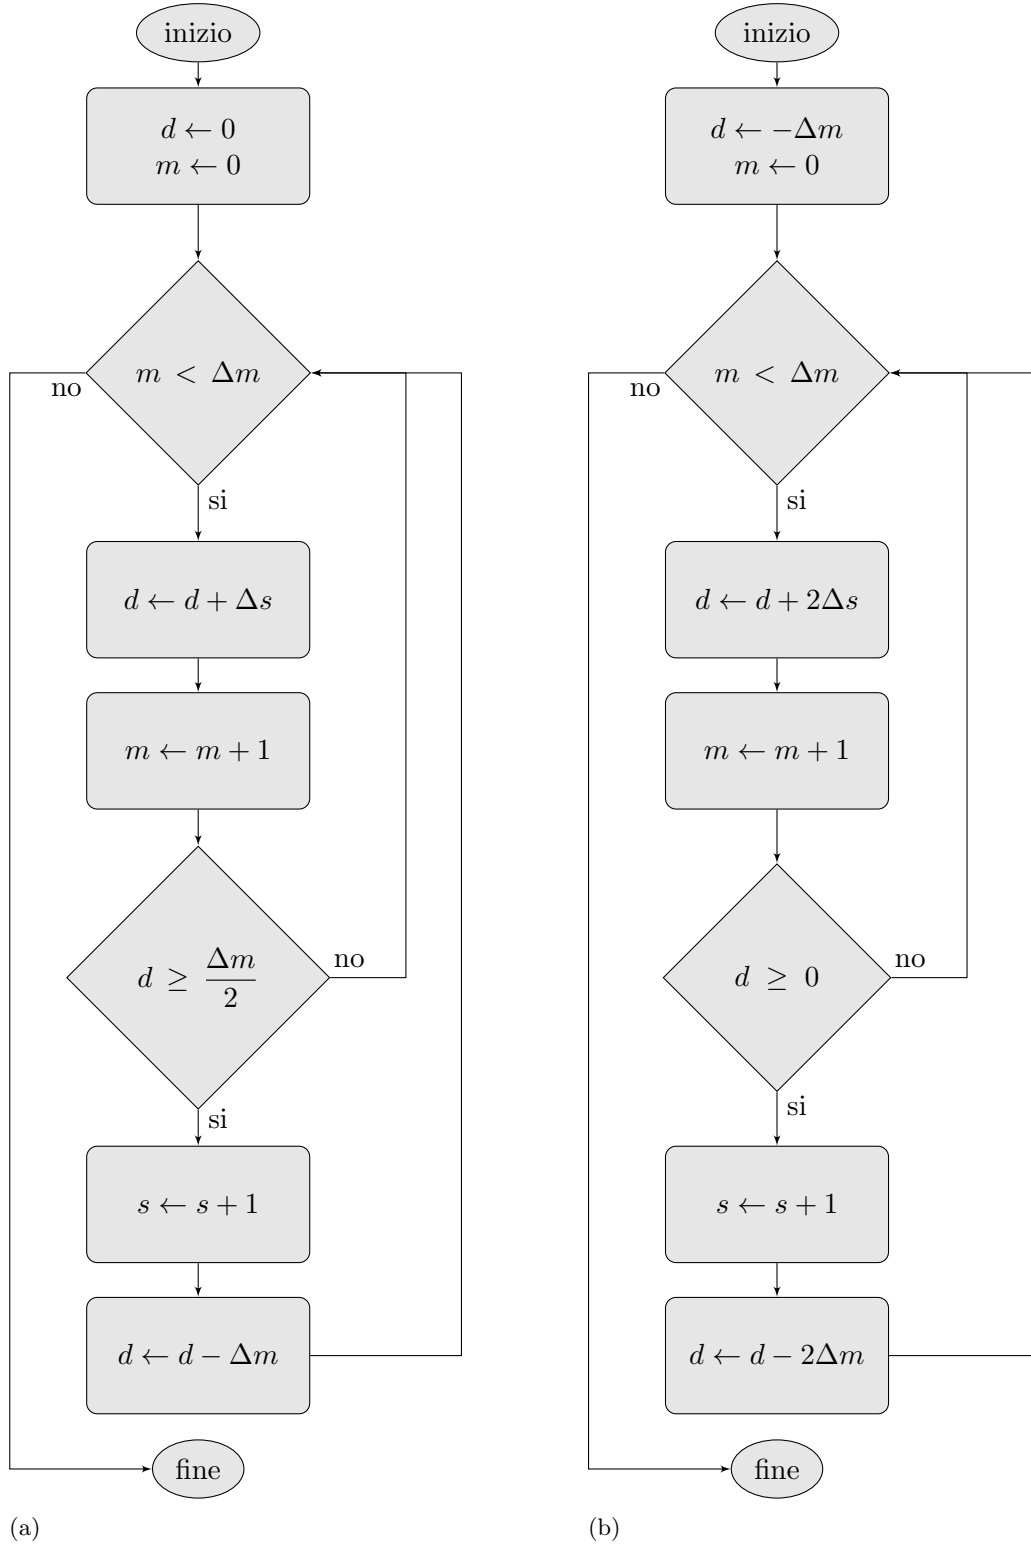 inizio
d ← 0
m ← 0
m < Δm
no
si
d ← d + Δs
m ← m + 1
d ≥ Δm/2
no
si
s ← s + 1
d ← d − Δm
fine
(a)
inizio
d ← −Δm
m ← 0
m < Δm
no
si
d ← d + 2Δs
m ← m + 1
d ≥ 0
no
si
s ← s + 1
d ← d − 2Δm
fine
(b)